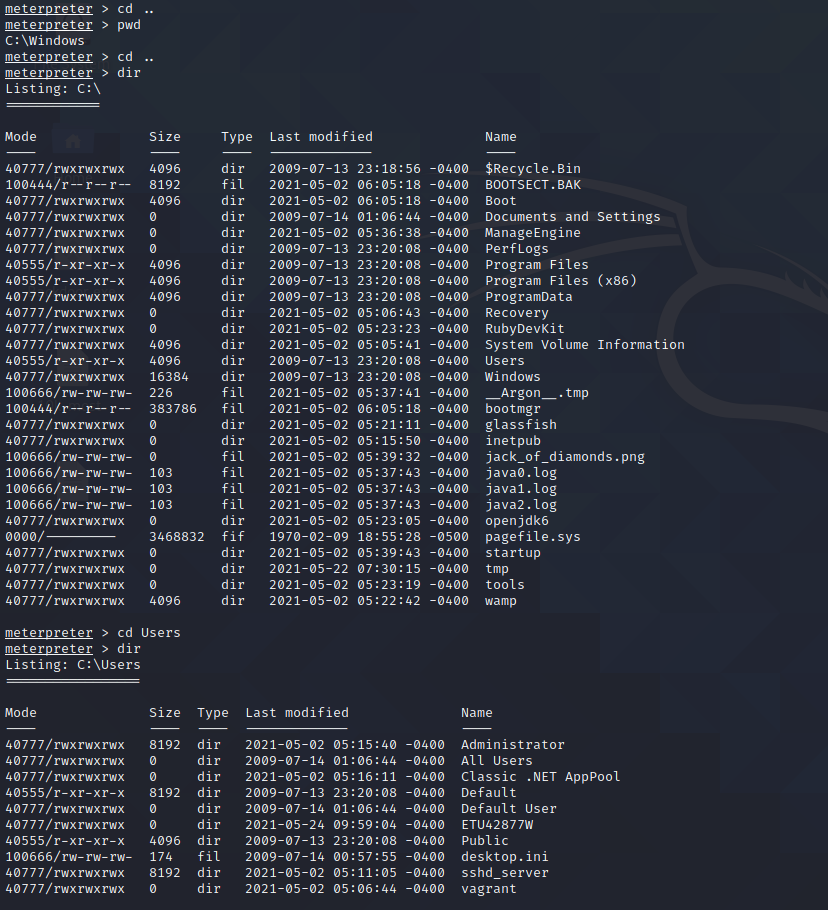 meterpreter > cd ..
meterpreter > pwd
C:\Windows
meterpreter > cd ..
meterpreter > dir
Listing: C:\
============

Mode              Size     Type  Last modified              Name
----              ----     ----  -------------              ----
40777/rwxrwxrwx   4096     dir   2009-07-13 23:18:56 -0400  $Recycle.Bin
100444/r--r--r--  8192     fil   2021-05-02 06:05:18 -0400  BOOTSECT.BAK
40777/rwxrwxrwx   4096     dir   2021-05-02 06:05:18 -0400  Boot
40777/rwxrwxrwx   0        dir   2009-07-14 01:06:44 -0400  Documents and Settings
40777/rwxrwxrwx   0        dir   2021-05-02 05:36:38 -0400  ManageEngine
40777/rwxrwxrwx   0        dir   2009-07-13 23:20:08 -0400  PerfLogs
40555/r-xr-xr-x   4096     dir   2009-07-13 23:20:08 -0400  Program Files
40555/r-xr-xr-x   4096     dir   2009-07-13 23:20:08 -0400  Program Files (x86)
40777/rwxrwxrwx   4096     dir   2009-07-13 23:20:08 -0400  ProgramData
40777/rwxrwxrwx   0        dir   2021-05-02 05:06:43 -0400  Recovery
40777/rwxrwxrwx   0        dir   2021-05-02 05:23:23 -0400  RubyDevKit
40777/rwxrwxrwx   4096     dir   2021-05-02 05:05:41 -0400  System Volume Information
40555/r-xr-xr-x   4096     dir   2009-07-13 23:20:08 -0400  Users
40777/rwxrwxrwx   16384    dir   2009-07-13 23:20:08 -0400  Windows
100666/rw-rw-rw-  226      fil   2021-05-02 05:37:41 -0400  __Argon__.tmp
100444/r--r--r--  383786   fil   2021-05-02 06:05:18 -0400  bootmgr
40777/rwxrwxrwx   0        dir   2021-05-02 05:21:11 -0400  glassfish
40777/rwxrwxrwx   0        dir   2021-05-02 05:15:50 -0400  inetpub
100666/rw-rw-rw-  0        fil   2021-05-02 05:39:32 -0400  jack_of_diamonds.png
100666/rw-rw-rw-  103      fil   2021-05-02 05:37:43 -0400  java0.log
100666/rw-rw-rw-  103      fil   2021-05-02 05:37:43 -0400  java1.log
100666/rw-rw-rw-  103      fil   2021-05-02 05:37:43 -0400  java2.log
40777/rwxrwxrwx   0        dir   2021-05-02 05:23:05 -0400  openjdk6
0000/---------    3468832  fif   1970-02-09 18:55:28 -0500  pagefile.sys
40777/rwxrwxrwx   0        dir   2021-05-02 05:39:43 -0400  startup
40777/rwxrwxrwx   0        dir   2021-05-22 07:30:15 -0400  tmp
40777/rwxrwxrwx   0        dir   2021-05-02 05:23:19 -0400  tools
40777/rwxrwxrwx   4096     dir   2021-05-02 05:22:42 -0400  wamp

meterpreter > cd Users
meterpreter > dir
Listing: C:\Users
=================

Mode              Size  Type  Last modified              Name
----              ----  ----  -------------              ----
40777/rwxrwxrwx   8192  dir   2021-05-02 05:15:40 -0400  Administrator
40777/rwxrwxrwx   0     dir   2009-07-14 01:06:44 -0400  All Users
40777/rwxrwxrwx   0     dir   2021-05-02 05:16:11 -0400  Classic .NET AppPool
40555/r-xr-xr-x   8192  dir   2009-07-13 23:20:08 -0400  Default
40777/rwxrwxrwx   0     dir   2009-07-14 01:06:44 -0400  Default User
40777/rwxrwxrwx   0     dir   2021-05-24 09:59:04 -0400  ETU42877W
40555/r-xr-xr-x   4096  dir   2009-07-13 23:20:08 -0400  Public
100666/rw-rw-rw-  174   fil   2009-07-14 00:57:55 -0400  desktop.ini
40777/rwxrwxrwx   8192  dir   2021-05-02 05:11:05 -0400  sshd_server
40777/rwxrwxrwx   0     dir   2021-05-02 05:06:44 -0400  vagrant